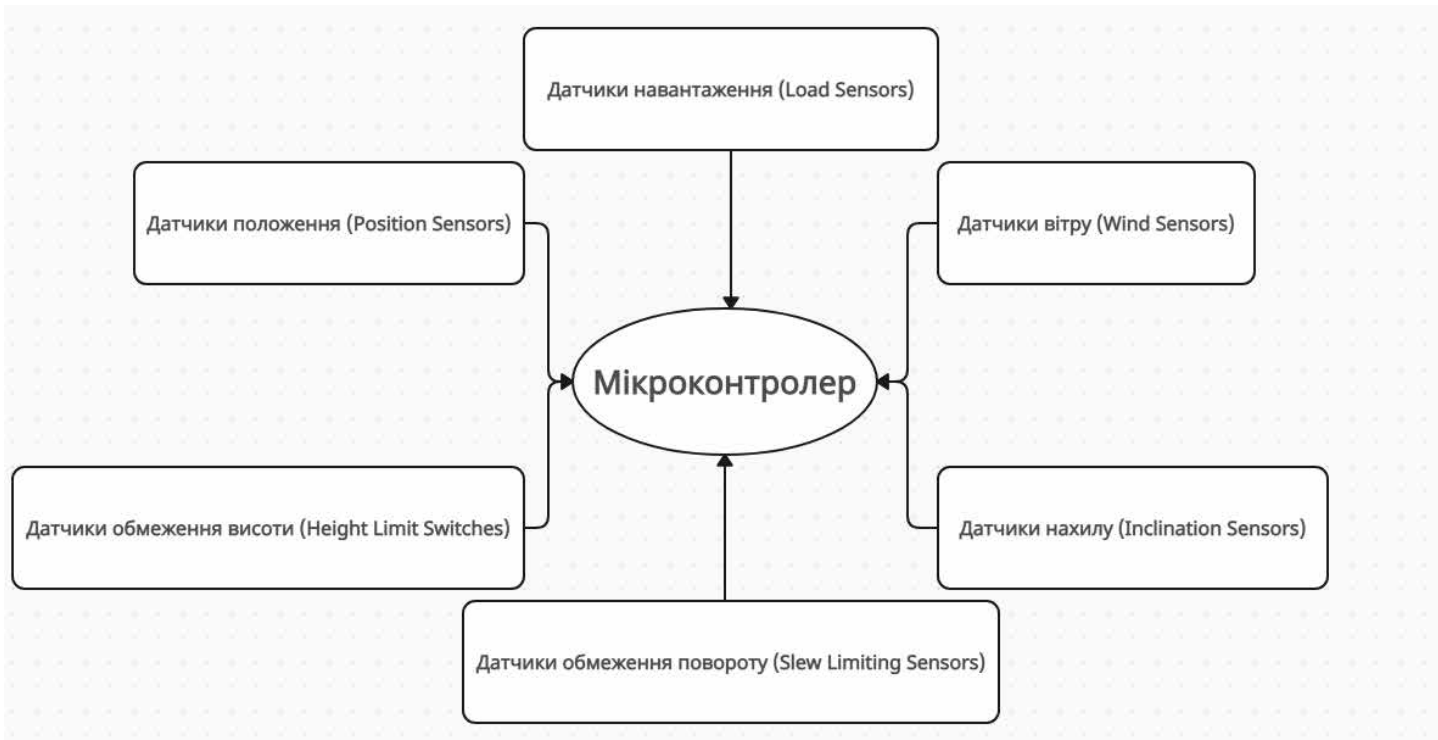 Датчики навантаження (Load Sensors)
Датчики положення (Position Sensors)
Датчики вітру (Wind Sensors)
Мікроконтролер
Датчики обмеження висоти (Height Limit Switches)
Датчики нахилу (Inclination Sensors)
Датчики обмеження повороту (Slew Limiting Sensors)